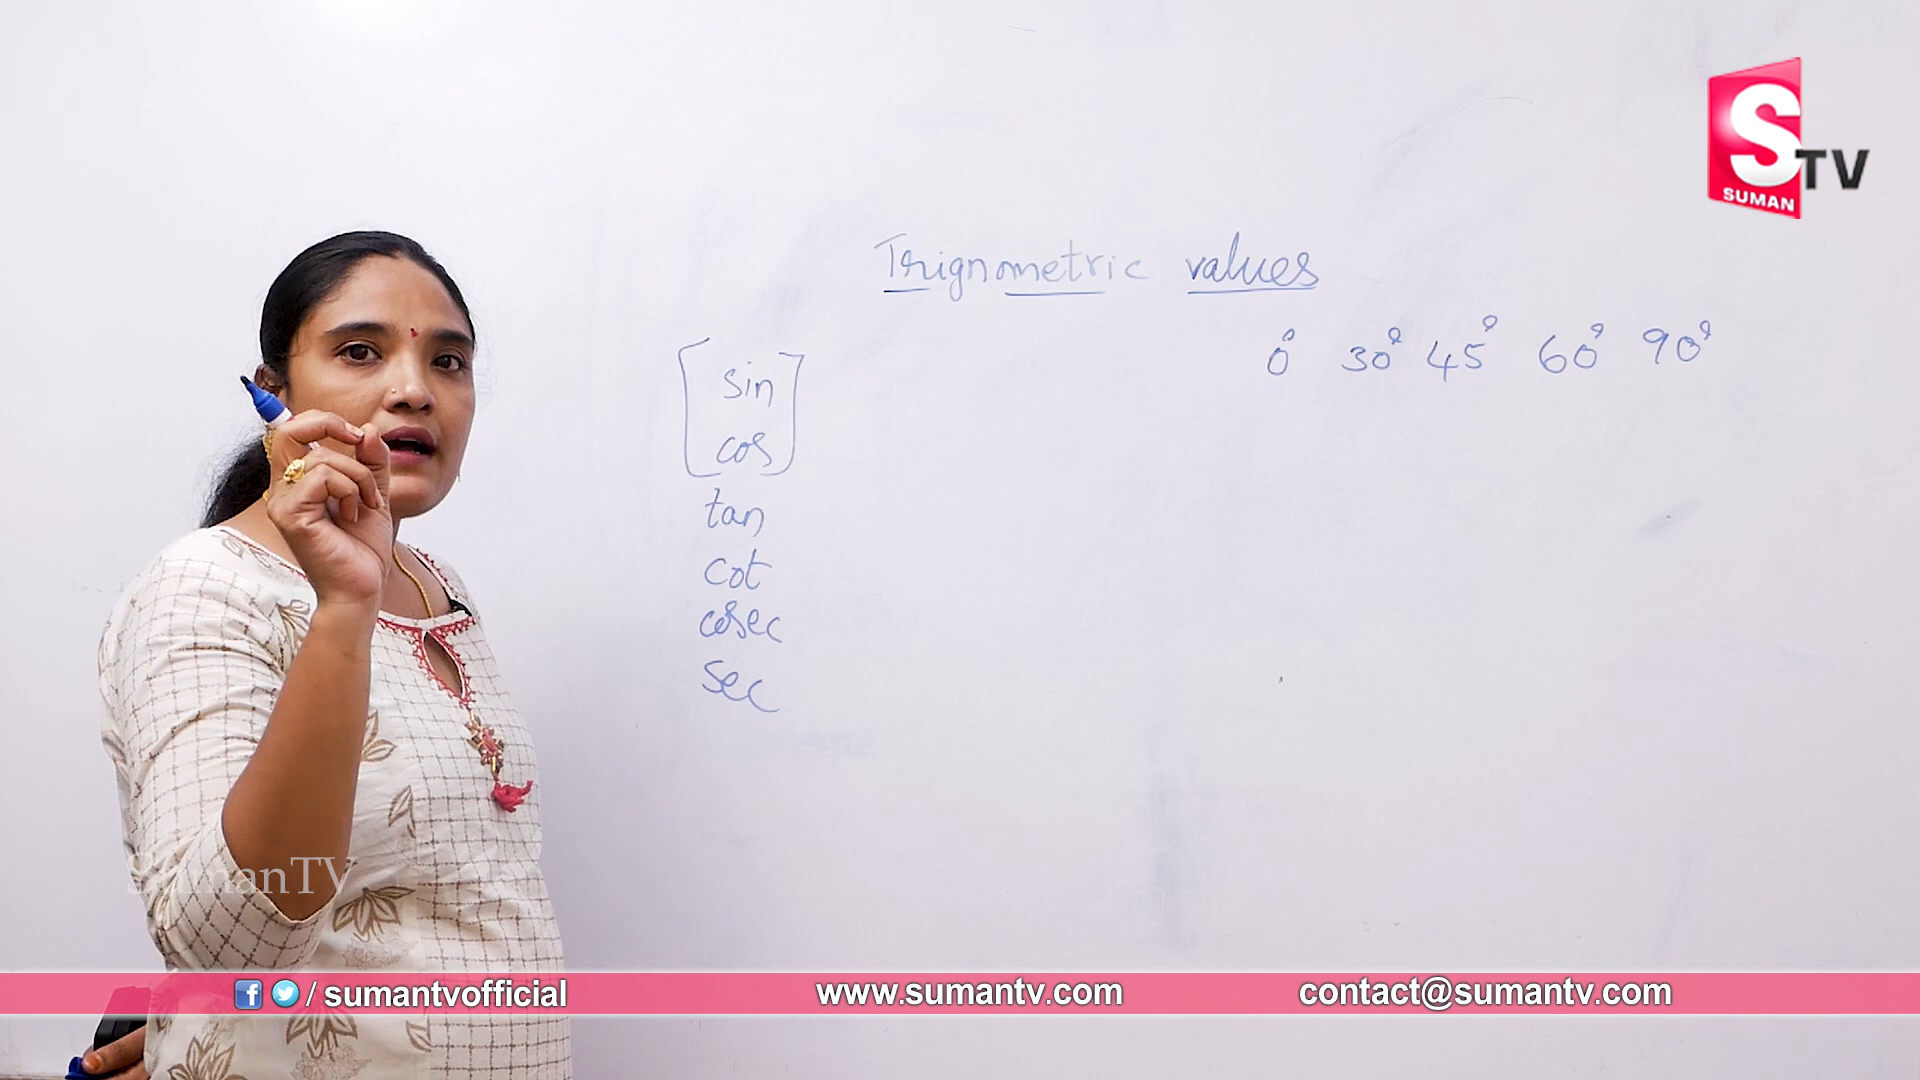 S TV
SUMAN
Trignometric values
0° 30° 45° 60° 90°
sin
cos
tan
cot
cosec
sec
SumanTV
/ sumantvofficial
www.sumantv.com
contact@sumantv.com